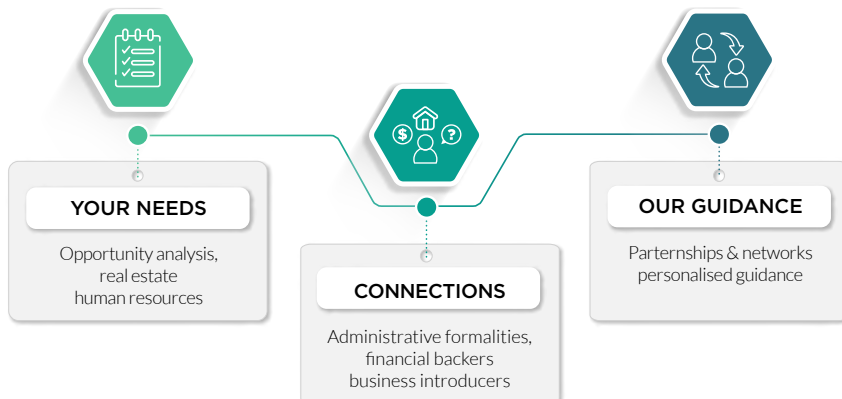 YOUR NEEDS
Opportunity analysis,
real estate
human resources
$
?
CONNECTIONS
Administrative formalities,
financial backers
business introducers
OUR GUIDANCE
Parternships & networks
personalised guidance